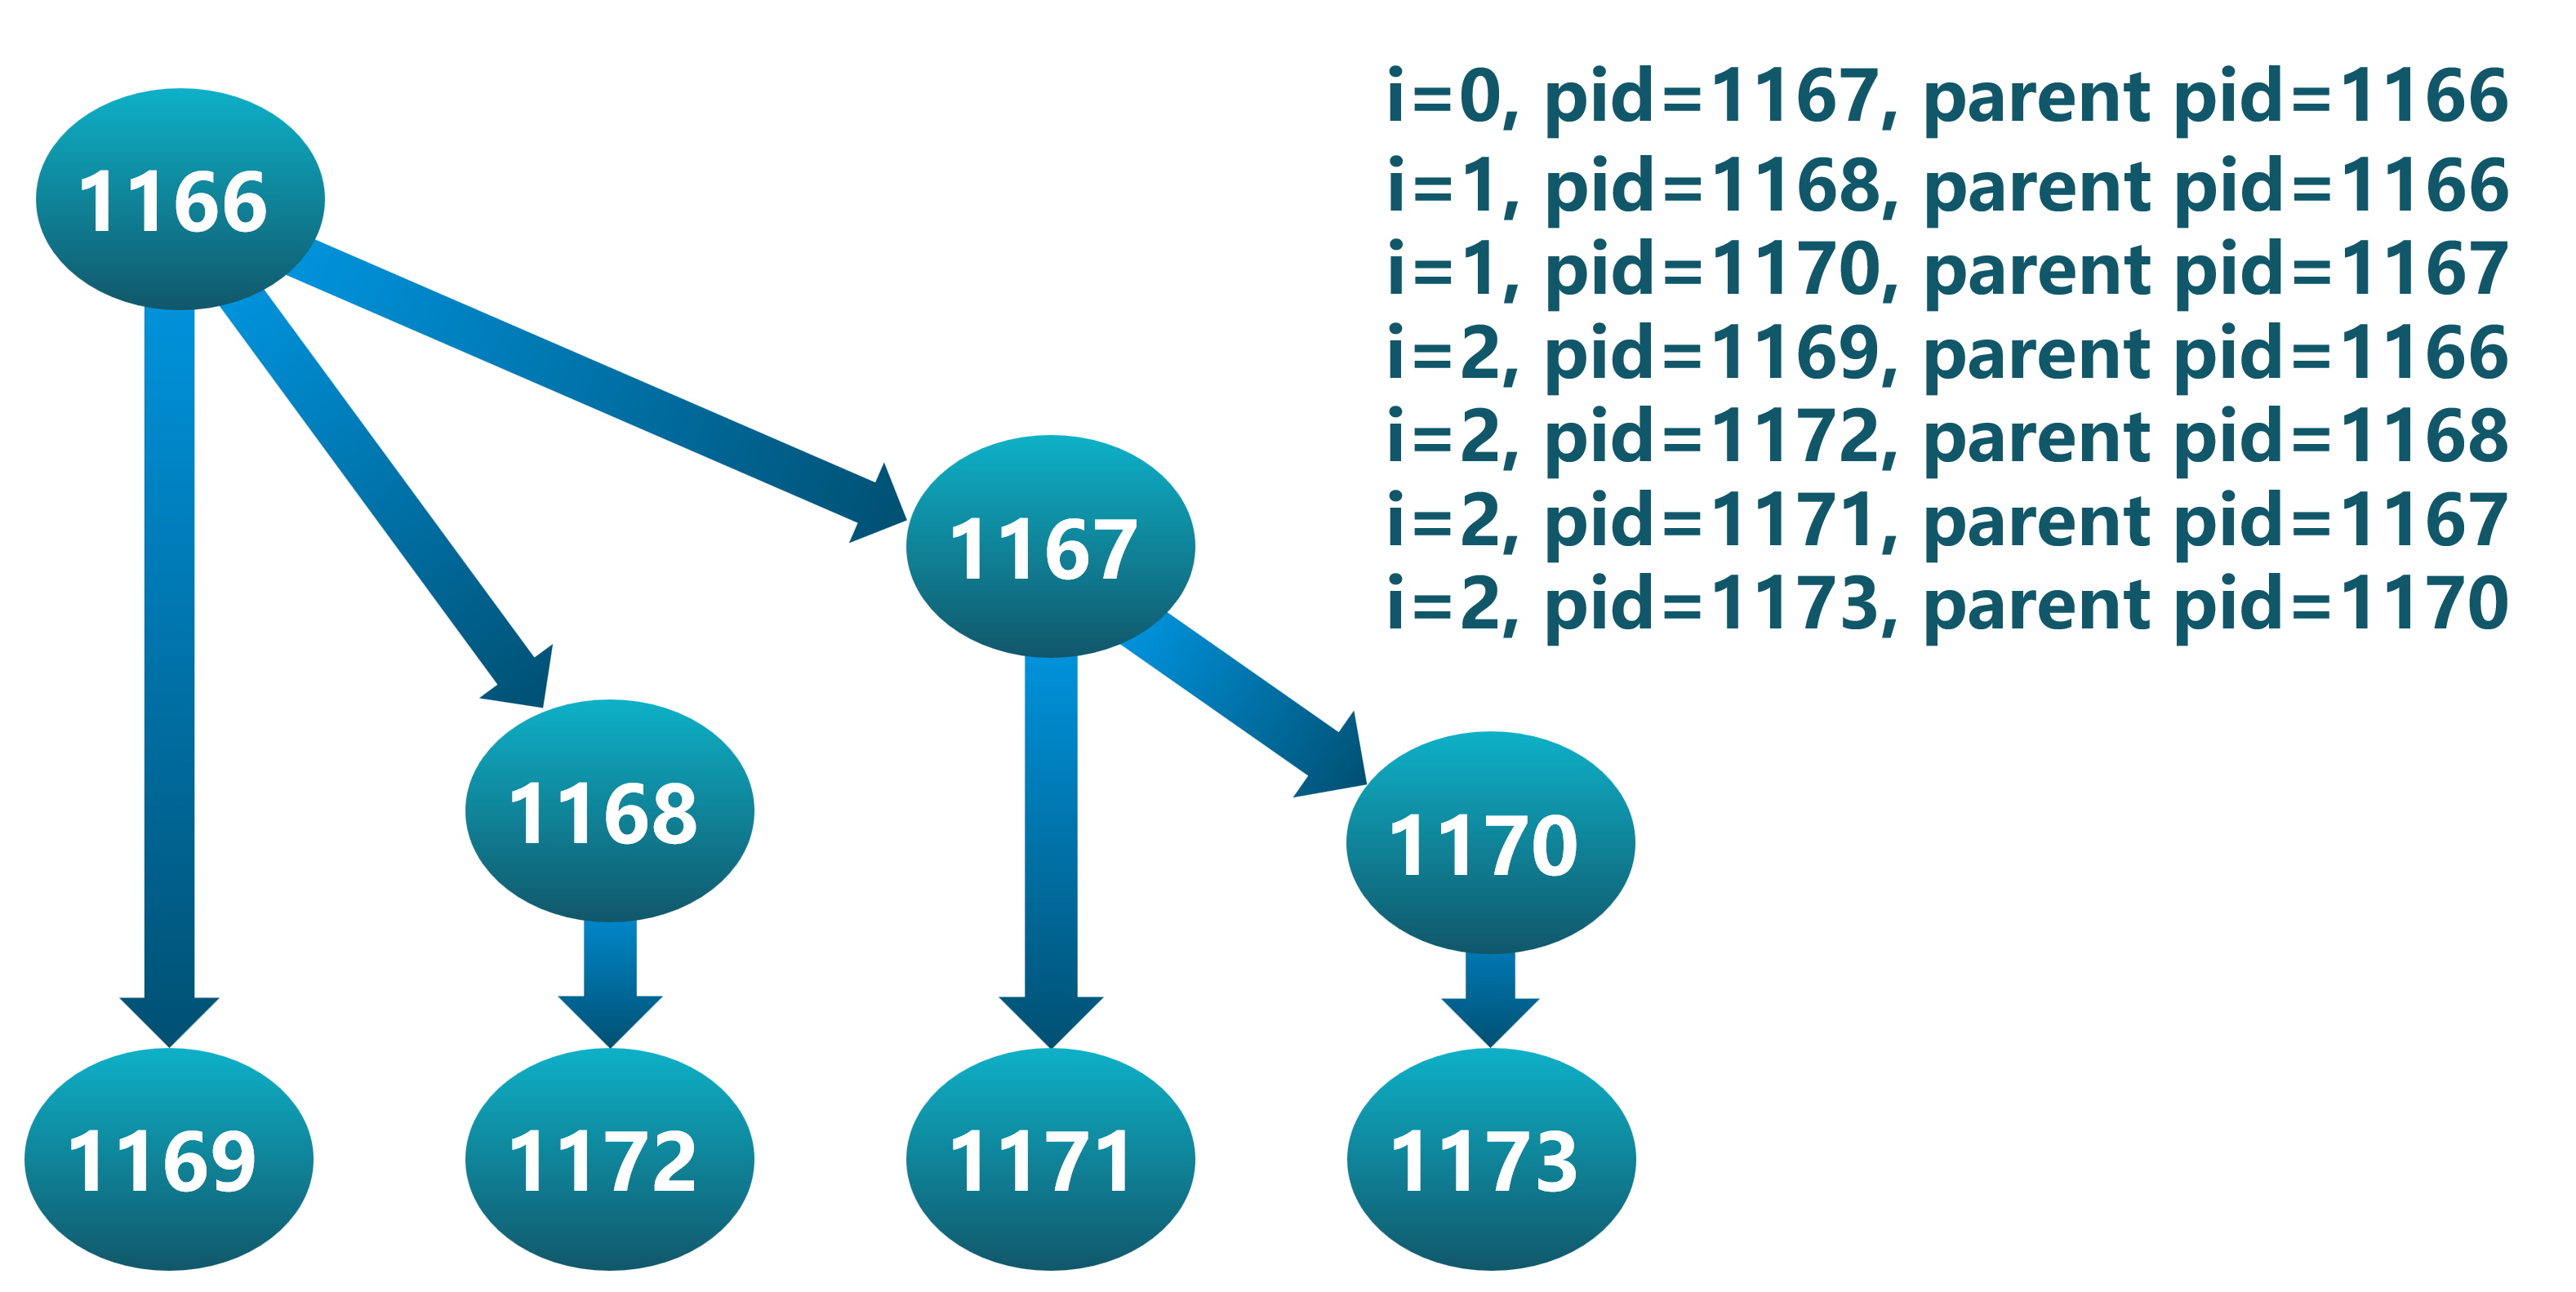 1166
i=0, pid=1167, parent pid=1166
i=1, pid=1168, parent pid=1166
i=1, pid=1170, parent pid=1167
i=2, pid=1169, parent pid=1166
i=2, pid=1172, parent pid=1168
i=2, pid=1171, parent pid=1167
i=2, pid=1173, parent pid=1170
1167
1168
1170
1169
1172
1171
1173